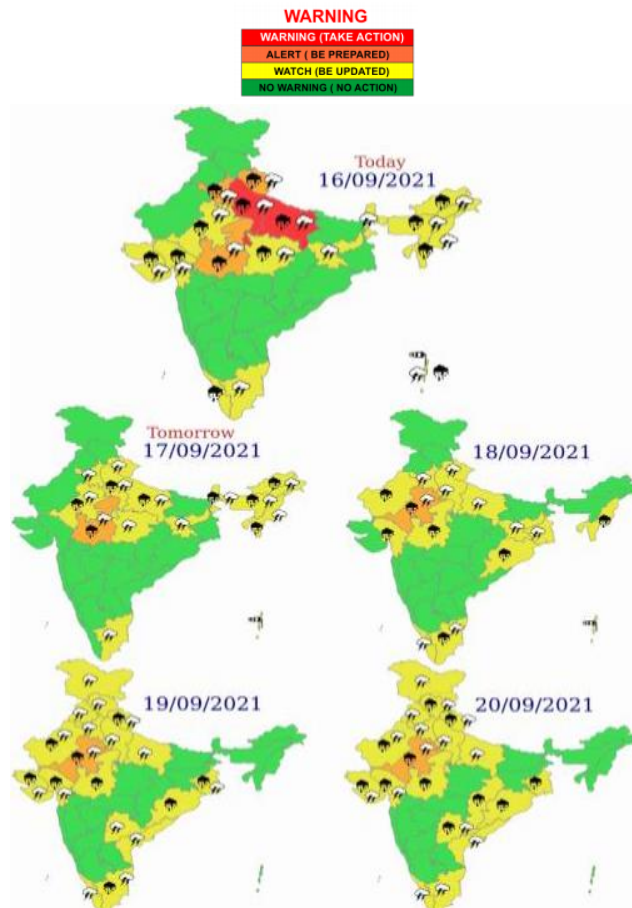 WARNING
WARNING (TAKE ACTION)
ALERT ( BE PREPARED)
WATCH (BE UPDATED)
NO WARNING ( NO ACTION)
Today
16/09/2021
Tomorrow
17/09/2021
18/09/2021
19/09/2021
20/09/2021